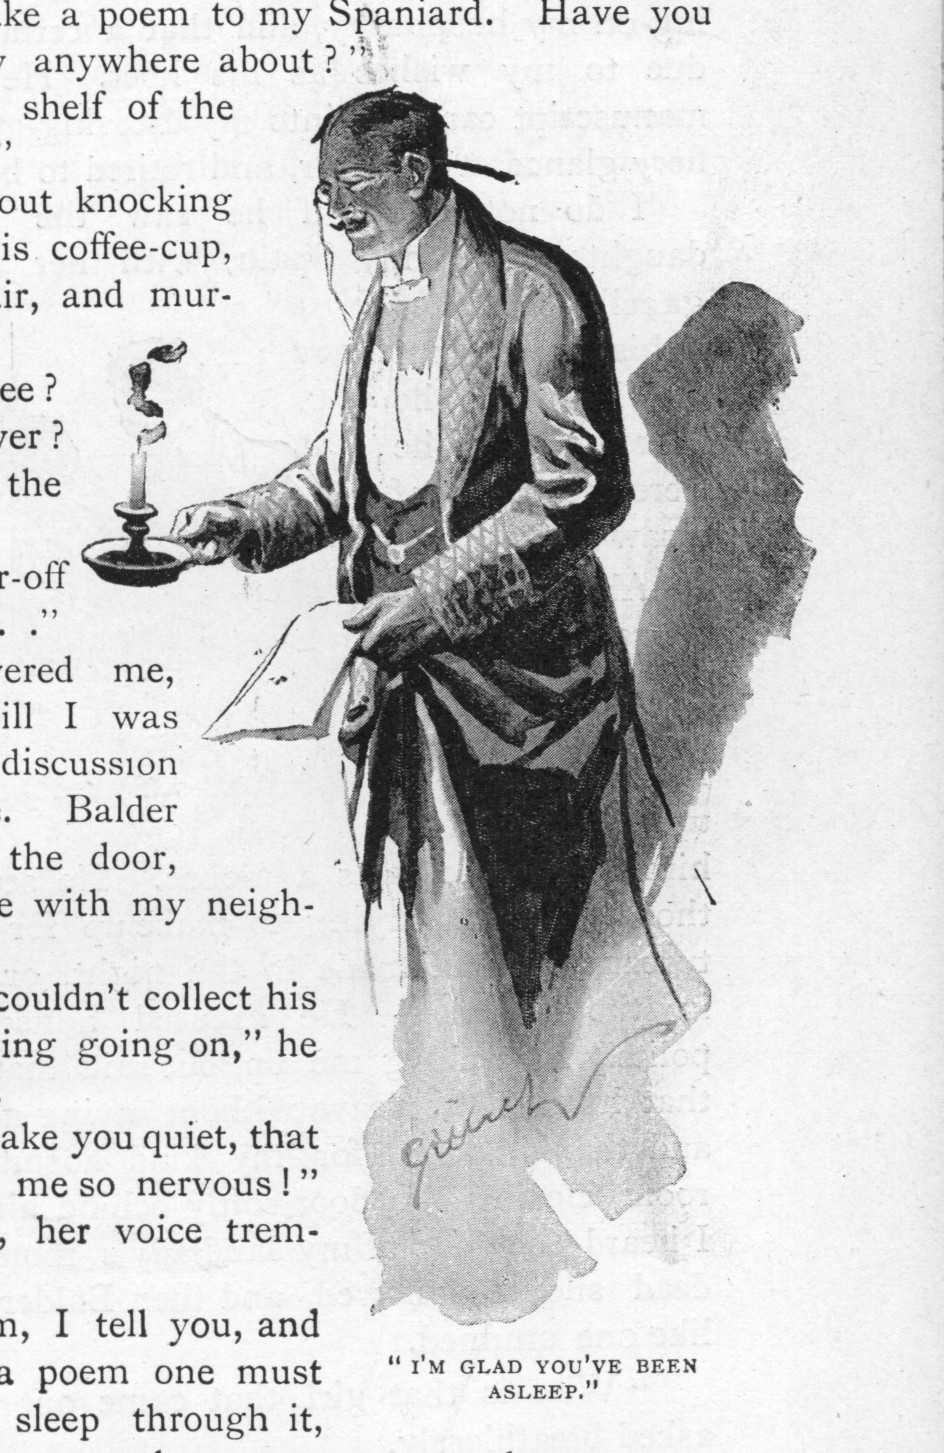 ake a poem to my Spaniard. Have you
anywhere about?"
shelf of the
"
out knocking
is coffee-cup,
ir, and mur-
ee?
ver?
the
r-off
. ."
vered me,
ill I was
discussion
. Balder
the door,
e with my neigh-
couldn't collect his
ing going on," he
ake you quiet, that
me so nervous!"
, her voice trem-
m, I tell you, and
a poem one must
sleep through it,
"I'M GLAD YOU'VE BEEN
ASLEEP."